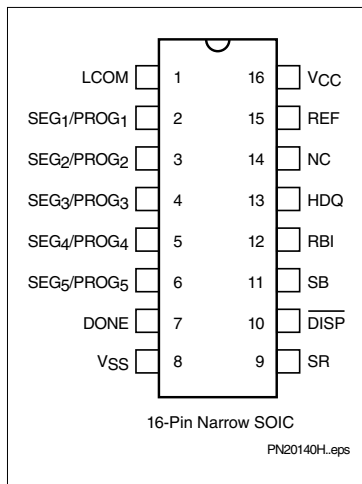 LCOM 1 16 VCC
SEG1/PROG1 2 15 REF
SEG2/PROG2 3 14 NC
SEG3/PROG3 4 13 HDQ
SEG4/PROG4 5 12 RBI
SEG5/PROG5 6 11 SB
DONE 7 10 DISP
VSS 8 9 SR
16-Pin Narrow SOIC
PN20140H..eps